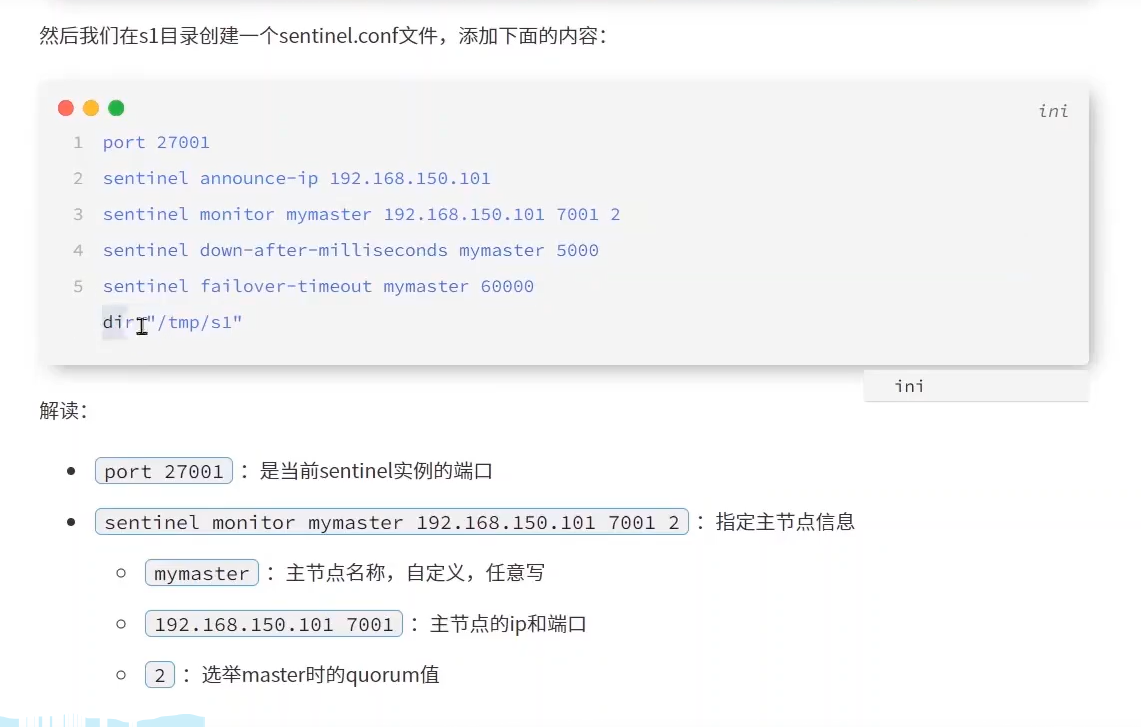 然后我们在s1目录创建一个sentinel.conf文件，添加下面的内容：
ini
1 port 27001
2 sentinel announce-ip 192.168.150.101
3 sentinel monitor mymaster 192.168.150.101 7001 2
4 sentinel down-after-milliseconds mymaster 5000
5 sentinel failover-timeout mymaster 60000
dir "/tmp/s1"
ini
解读：
port 27001 ：是当前sentinel实例的端口
sentinel monitor mymaster 192.168.150.101 7001 2 ：指定主节点信息
mymaster ：主节点名称，自定义，任意写
192.168.150.101 7001 ：主节点的ip和端口
2 ：选举master时的quorum值